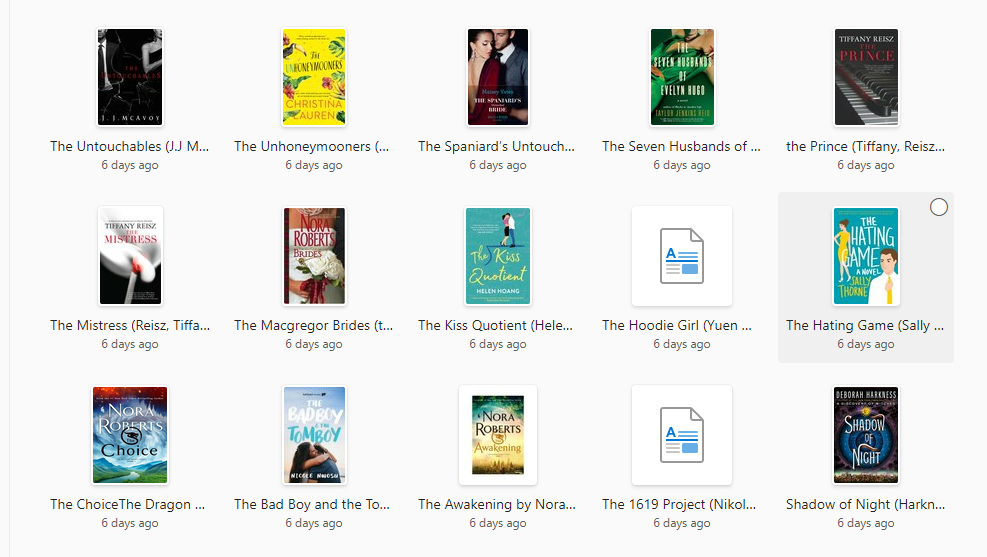 THE
UNTOUCHABLES
J. J. MCAVOY
The
UNHONEYMOONERS
CHRISTINA
LAUREN
Maisey Yates
THE SPANIARD'S
BRIDE
THE
SEVEN HUSBANDS
OF
EVELYN HUGO
a novel
TAYLOR JENKINS REID
TIFFANY REISZ
THE
PRINCE
The Untouchables (J.J M...
The Unhoneymooners (...
The Spaniard's Untouch...
The Seven Husbands of ...
the Prince (Tiffany, Reisz...
6 days ago
6 days ago
6 days ago
6 days ago
6 days ago
TIFFANY REISZ
THE
MISTRESS
NORA
ROBERTS
BRIDES
The Kiss
Quotient
HELEN HOANG
A
THE
HATING
GAME
A NOVEL
SALLY
THORNE
The Mistress (Reisz, Tiffa...
The Macgregor Brides (t...
The Kiss Quotient (Hele...
The Hoodie Girl (Yuen ...
The Hating Game (Sally ...
6 days ago
6 days ago
6 days ago
6 days ago
6 days ago
NORA
ROBERTS
The
Choice
THE
BAD BOY
AND THE
TOMBOY
NICOLE NWOSU
NORA
ROBERTS
The
Awakening
A
DEBORAH HARKNESS
A DISCOVERY OF WITCHES
SHADOW
OF
NIGHT
The ChoiceThe Dragon ...
The Bad Boy and the To...
The Awakening by Nora...
The 1619 Project (Nikol...
Shadow of Night (Harkn...
6 days ago
6 days ago
6 days ago
6 days ago
6 days ago